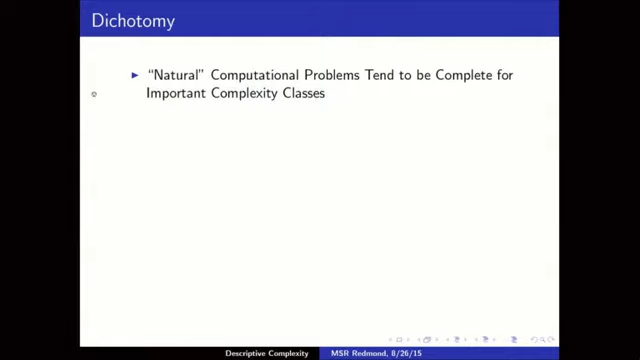 Dichotomy
"Natural" Computational Problems Tend to be Complete for
Important Complexity Classes
Descriptive Complexity MSR Redmond, 8/26/15